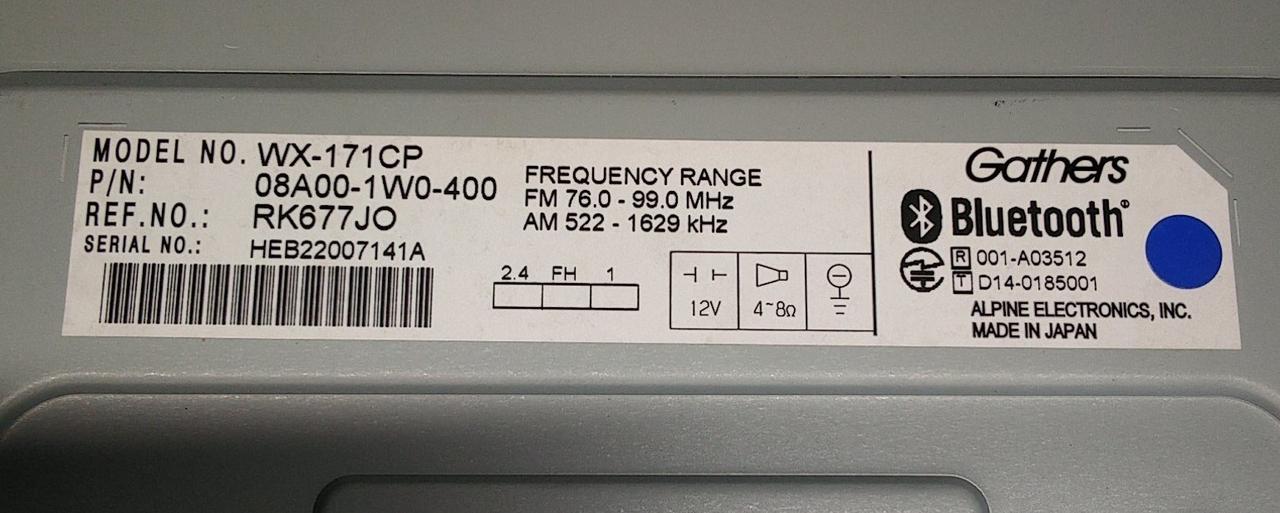 MODEL NO. WX-171CP
P/N: 08A00-1W0-400
REF.NO.: RK677JO
SERIAL NO.: HEB22007141A
FREQUENCY RANGE
FM 76.0 - 99.0 MHz
AM 522 - 1629 kHz
2.4 FH 1
12V 4~8Ω
Gathers
Bluetooth®
R 001-A03512
T D14-0185001
ALPINE ELECTRONICS, INC.
MADE IN JAPAN